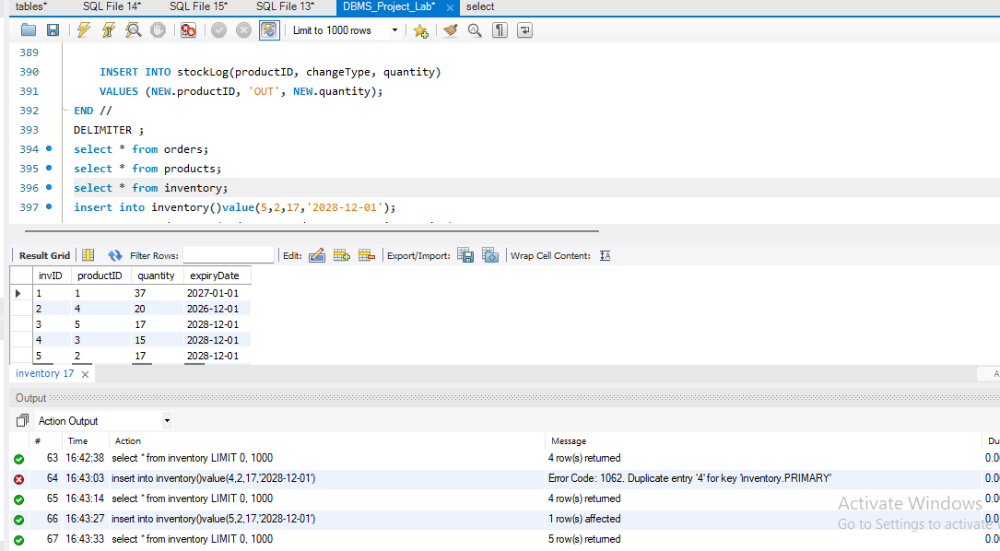 tables* SQL File 14* SQL File 15* SQL File 13* DBMS_Project_Lab* select
Limit to 1000 rows
389
390 INSERT INTO stockLog(productID, changeType, quantity)
391 VALUES (NEW.productID, 'OUT', NEW.quantity);
392 END //
393 DELIMITER ;
394 select * from orders;
395 select * from products;
396 select * from inventory;
397 insert into inventory()value(5,2,17,'2028-12-01');
Result Grid Filter Rows: Edit: Export/Import: Wrap Cell Content:
invID productID quantity expiryDate
1 1 37 2027-01-01
2 4 20 2026-12-01
3 5 17 2028-12-01
4 3 15 2028-12-01
5 2 17 2028-12-01
inventory 17 A
Output
Action Output
# Time Action Message Du
63 16:42:38 select * from inventory LIMIT 0, 1000 4 row(s) returned 0.0
64 16:43:03 insert into inventory()value(4,2,17,'2028-12-01') Error Code: 1062. Duplicate entry '4' for key 'inventory.PRIMARY' 0.0
65 16:43:14 select * from inventory LIMIT 0, 1000 4 row(s) returned 0.0
66 16:43:27 insert into inventory()value(5,2,17,'2028-12-01') 1 row(s) affected 0.0
67 16:43:33 select * from inventory LIMIT 0, 1000 5 row(s) returned 0.0
Activate Windows
Go to Settings to activate